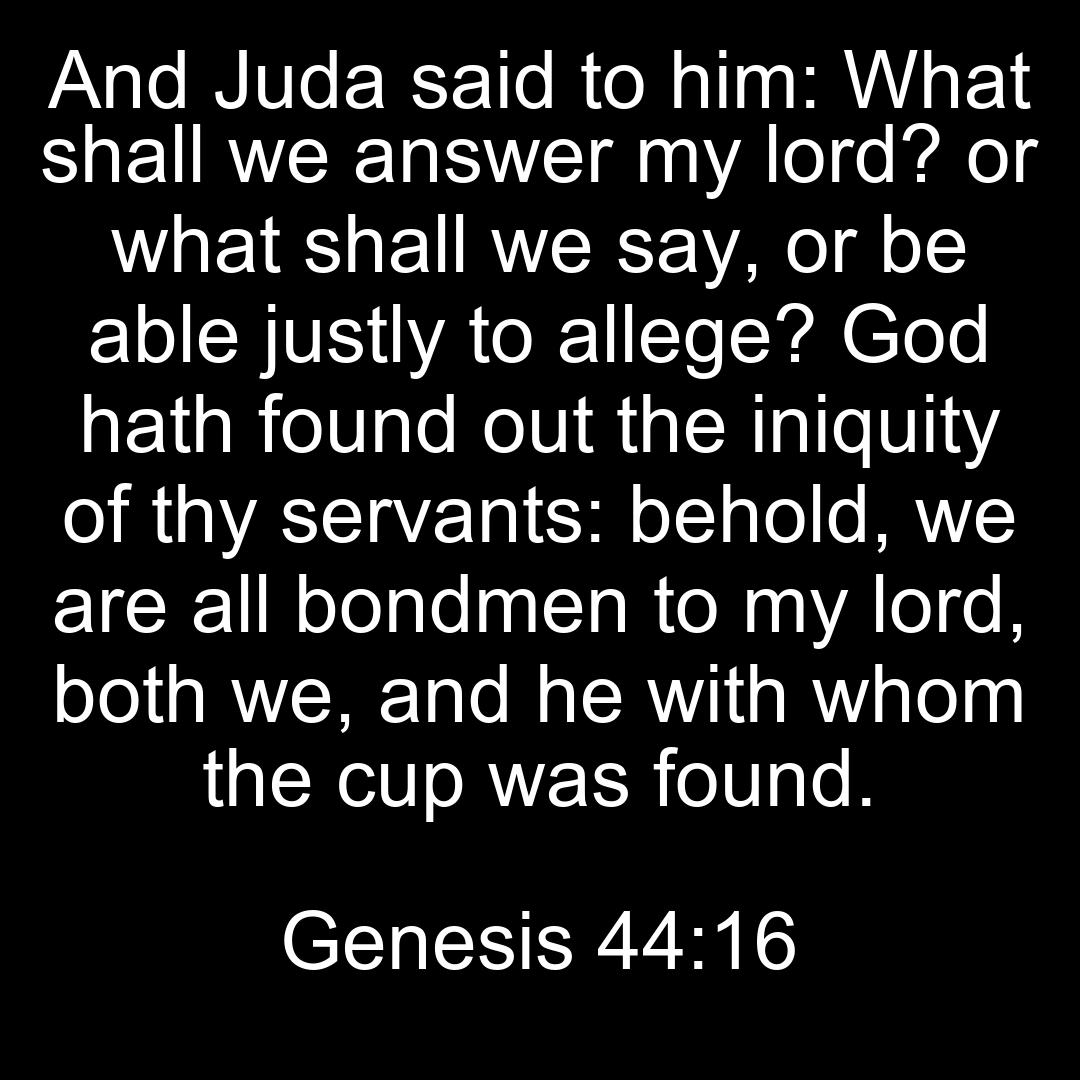 And Juda said to him: What
shall we answer my lord? or
what shall we say, or be
able justly to allege? God
hath found out the iniquity
of thy servants: behold, we
are all bondmen to my lord,
both we, and he with whom
the cup was found.
Genesis 44:16